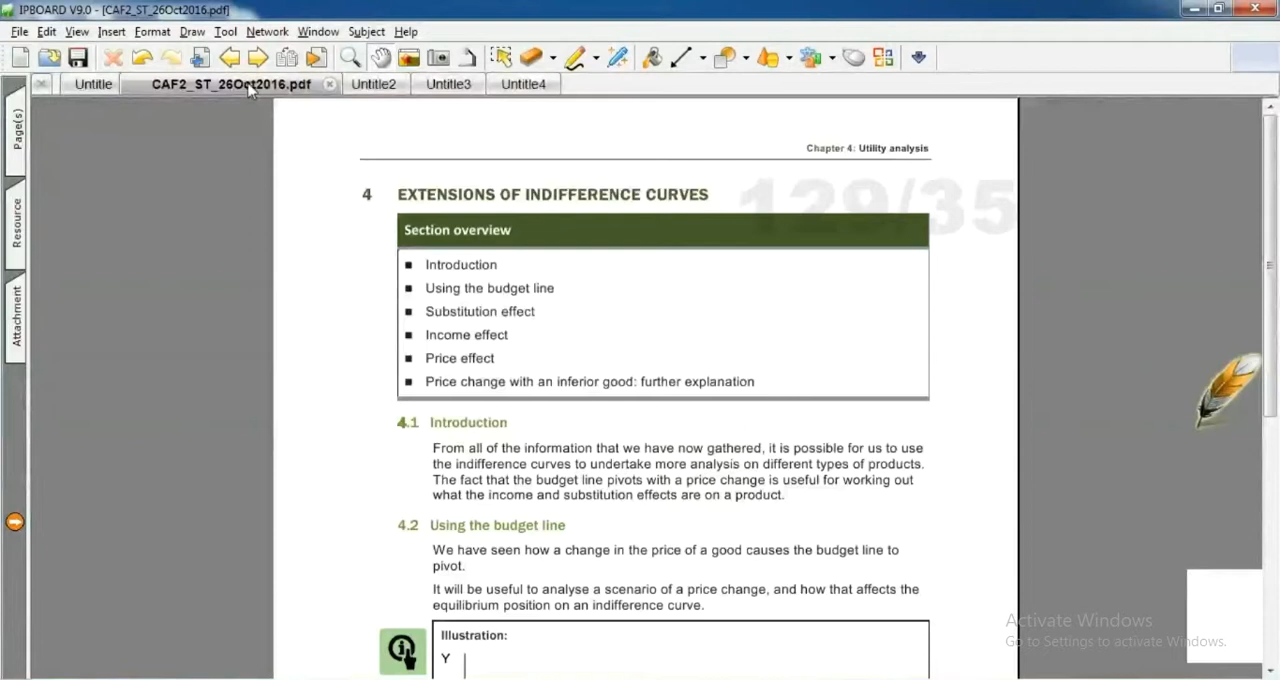 IPBOARD V9.0 - [CAF2_ST_26Oct2016.pdf]
File Edit View Insert Format Draw Tool Network Window Subject Help
Untitle CAF2_ST_26Oct2016.pdf Untitle2 Untitle3 Untitle4
Page(s)
Resource
Attachment
Chapter 4: Utility analysis
129/35
4 EXTENSIONS OF INDIFFERENCE CURVES
Section overview
■ Introduction
■ Using the budget line
■ Substitution effect
■ Income effect
■ Price effect
■ Price change with an inferior good: further explanation
4.1 Introduction
From all of the information that we have now gathered, it is possible for us to use
the indifference curves to undertake more analysis on different types of products.
The fact that the budget line pivots with a price change is useful for working out
what the income and substitution effects are on a product.
4.2 Using the budget line
We have seen how a change in the price of a good causes the budget line to
pivot.
It will be useful to analyse a scenario of a price change, and how that affects the
equilibrium position on an indifference curve.
Illustration:
Y
Activate Windows
Go to Settings to activate Windows.